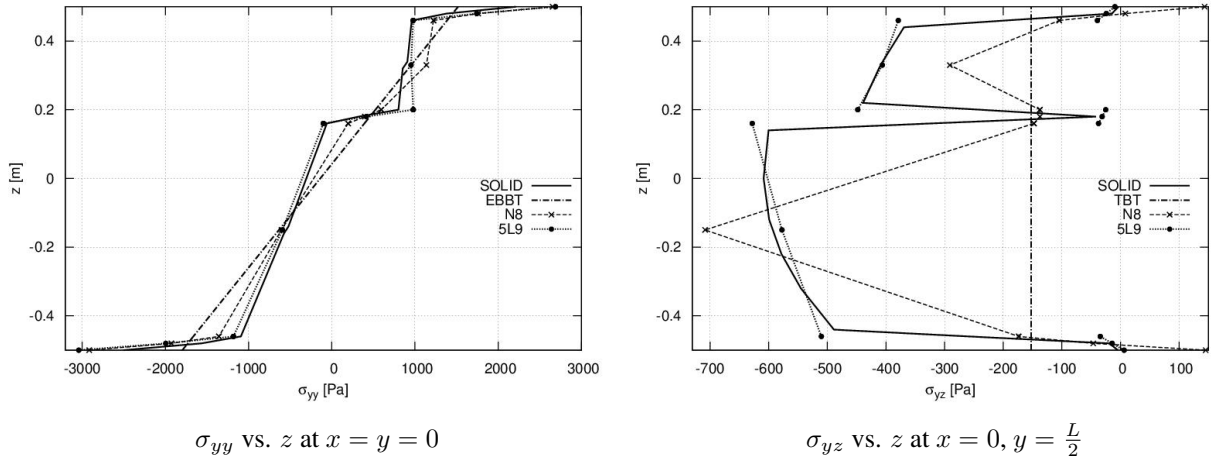 0.4
0.2
0
-0.2
-0.4
z [m]
-3000 -2000 -1000 0 1000 2000 3000
σyy [Pa]
SOLID
EBBT
N8
5L9
σyy vs. z at x = y = 0
0.4
0.2
0
-0.2
-0.4
z [m]
-700 -600 -500 -400 -300 -200 -100 0 100
σyz [Pa]
SOLID
TBT
N8
5L9
σyz vs. z at x = 0, y = L/2